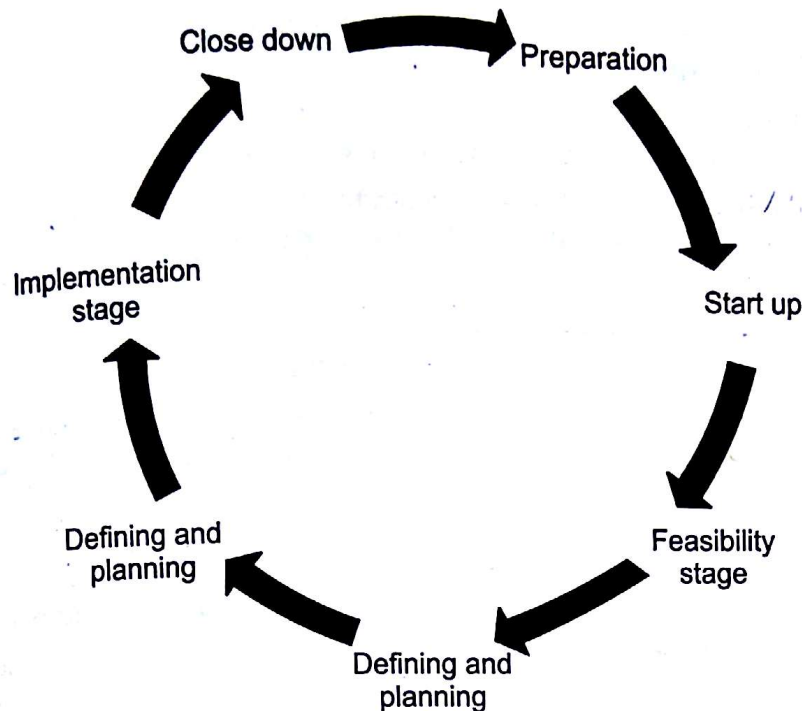 Close down
Preparation
Start up
Feasibility
stage
Defining and
planning
Defining and
planning
Implementation
stage